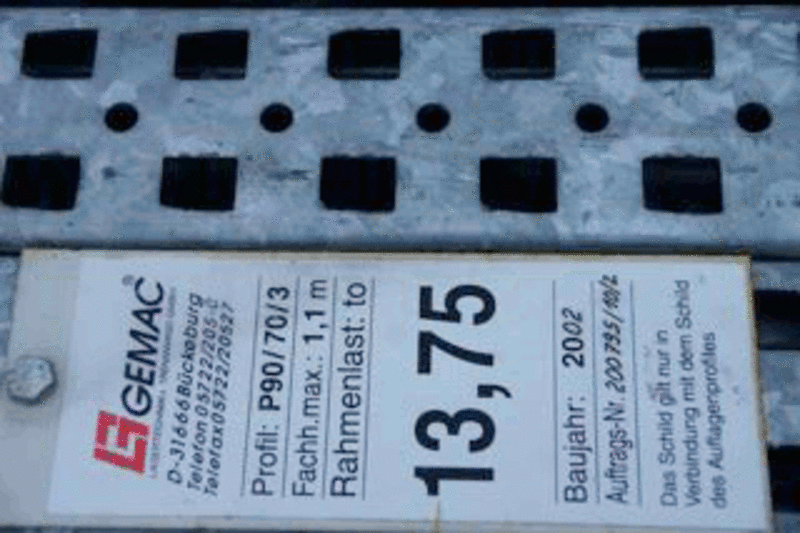 GEMAC®
D-31666 Bückeburg
Telefon 05722/205-0
Telefax 05722/20527
Profil: P90/70/3
Fachh.max.: 1,1 m
Rahmenlast: to
13,75
Baujahr: 2002
Auftrags-Nr. 200795/10/2
Das Schild gilt nur in
Verbindung mit dem Schild
des Auflagenprofiles